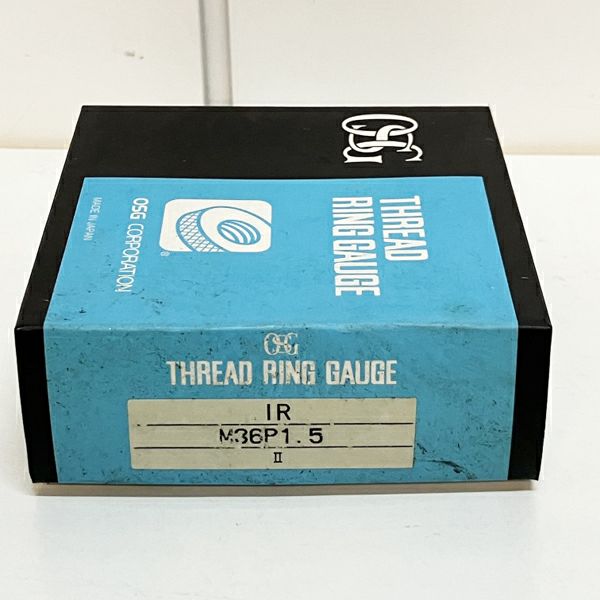 OSG
THREAD
RING GAUGE
®
OSG CORPORATION
MADE IN JAPAN
OSG
THREAD RING GAUGE
IR
M36P1.5
II